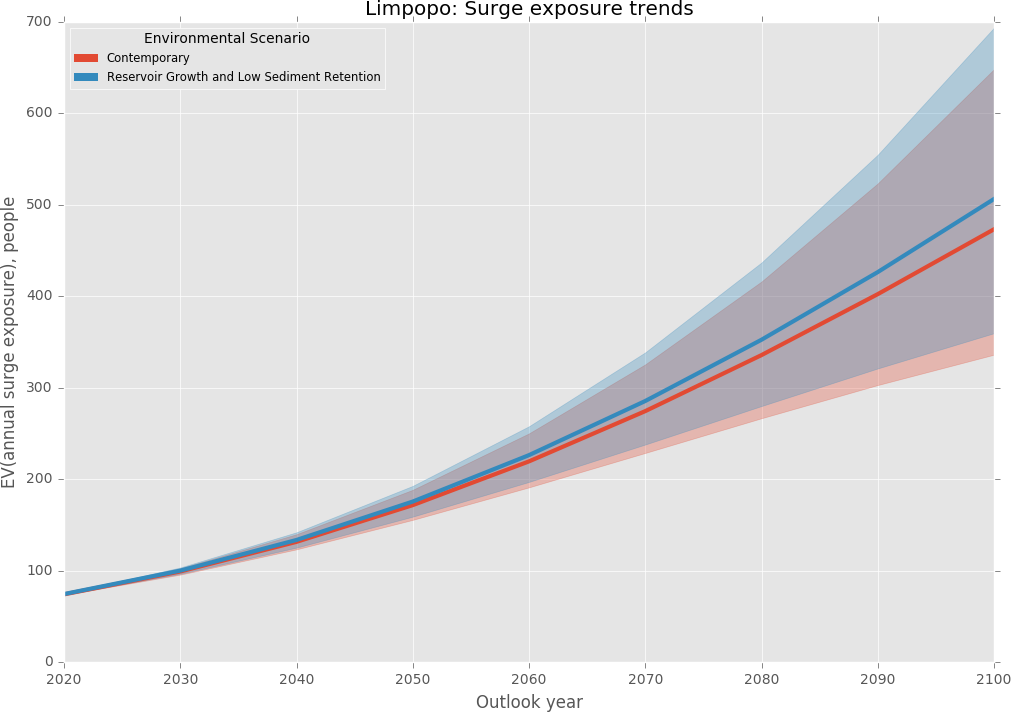 Limpopo: Surge exposure trends
Environmental Scenario
Contemporary
Reservoir Growth and Low Sediment Retention
EV(annual surge exposure), people
700
600
500
400
300
200
100
0
2020 2030 2040 2050 2060 2070 2080 2090 2100
Outlook year